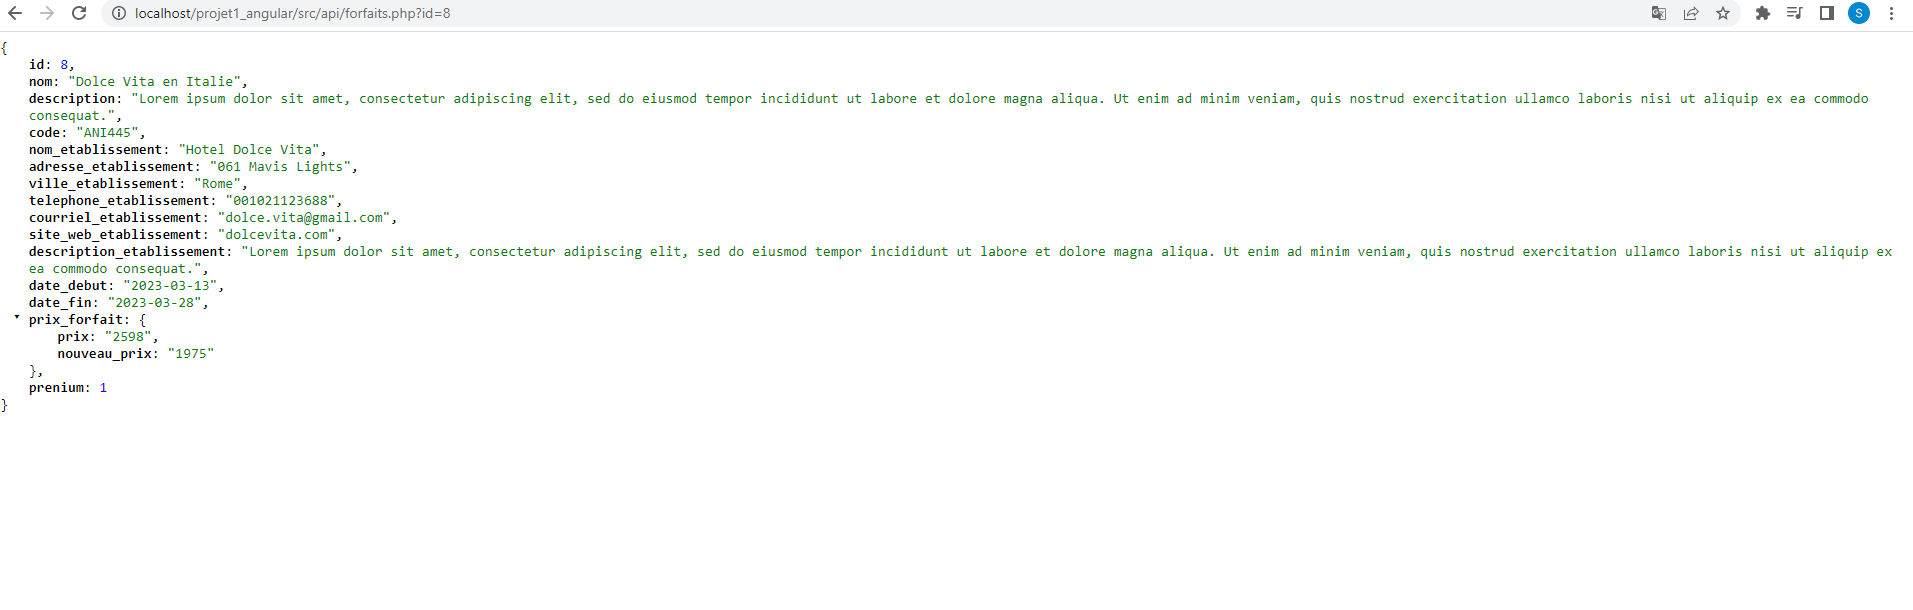 localhost/projet1_angular/src/api/forfaits.php?id=8
S
{
id: 8,
nom: "Dolce Vita en Italie",
description: "Lorem ipsum dolor sit amet, consectetur adipiscing elit, sed do eiusmod tempor incididunt ut labore et dolore magna aliqua. Ut enim ad minim veniam, quis nostrud exercitation ullamco laboris nisi ut aliquip ex ea commodo
consequat.",
code: "ANI445",
nom_etablissement: "Hotel Dolce Vita",
adresse_etablissement: "061 Mavis Lights",
ville_etablissement: "Rome",
telephone_etablissement: "001021123688",
courriel_etablissement: "dolce.vita@gmail.com",
site_web_etablissement: "dolcevita.com",
description_etablissement: "Lorem ipsum dolor sit amet, consectetur adipiscing elit, sed do eiusmod tempor incididunt ut labore et dolore magna aliqua. Ut enim ad minim veniam, quis nostrud exercitation ullamco laboris nisi ut aliquip ex
ea commodo consequat.",
date_debut: "2023-03-13",
date_fin: "2023-03-28",
prix_forfait: {
prix: "2598",
nouveau_prix: "1975"
},
prenium: 1
}